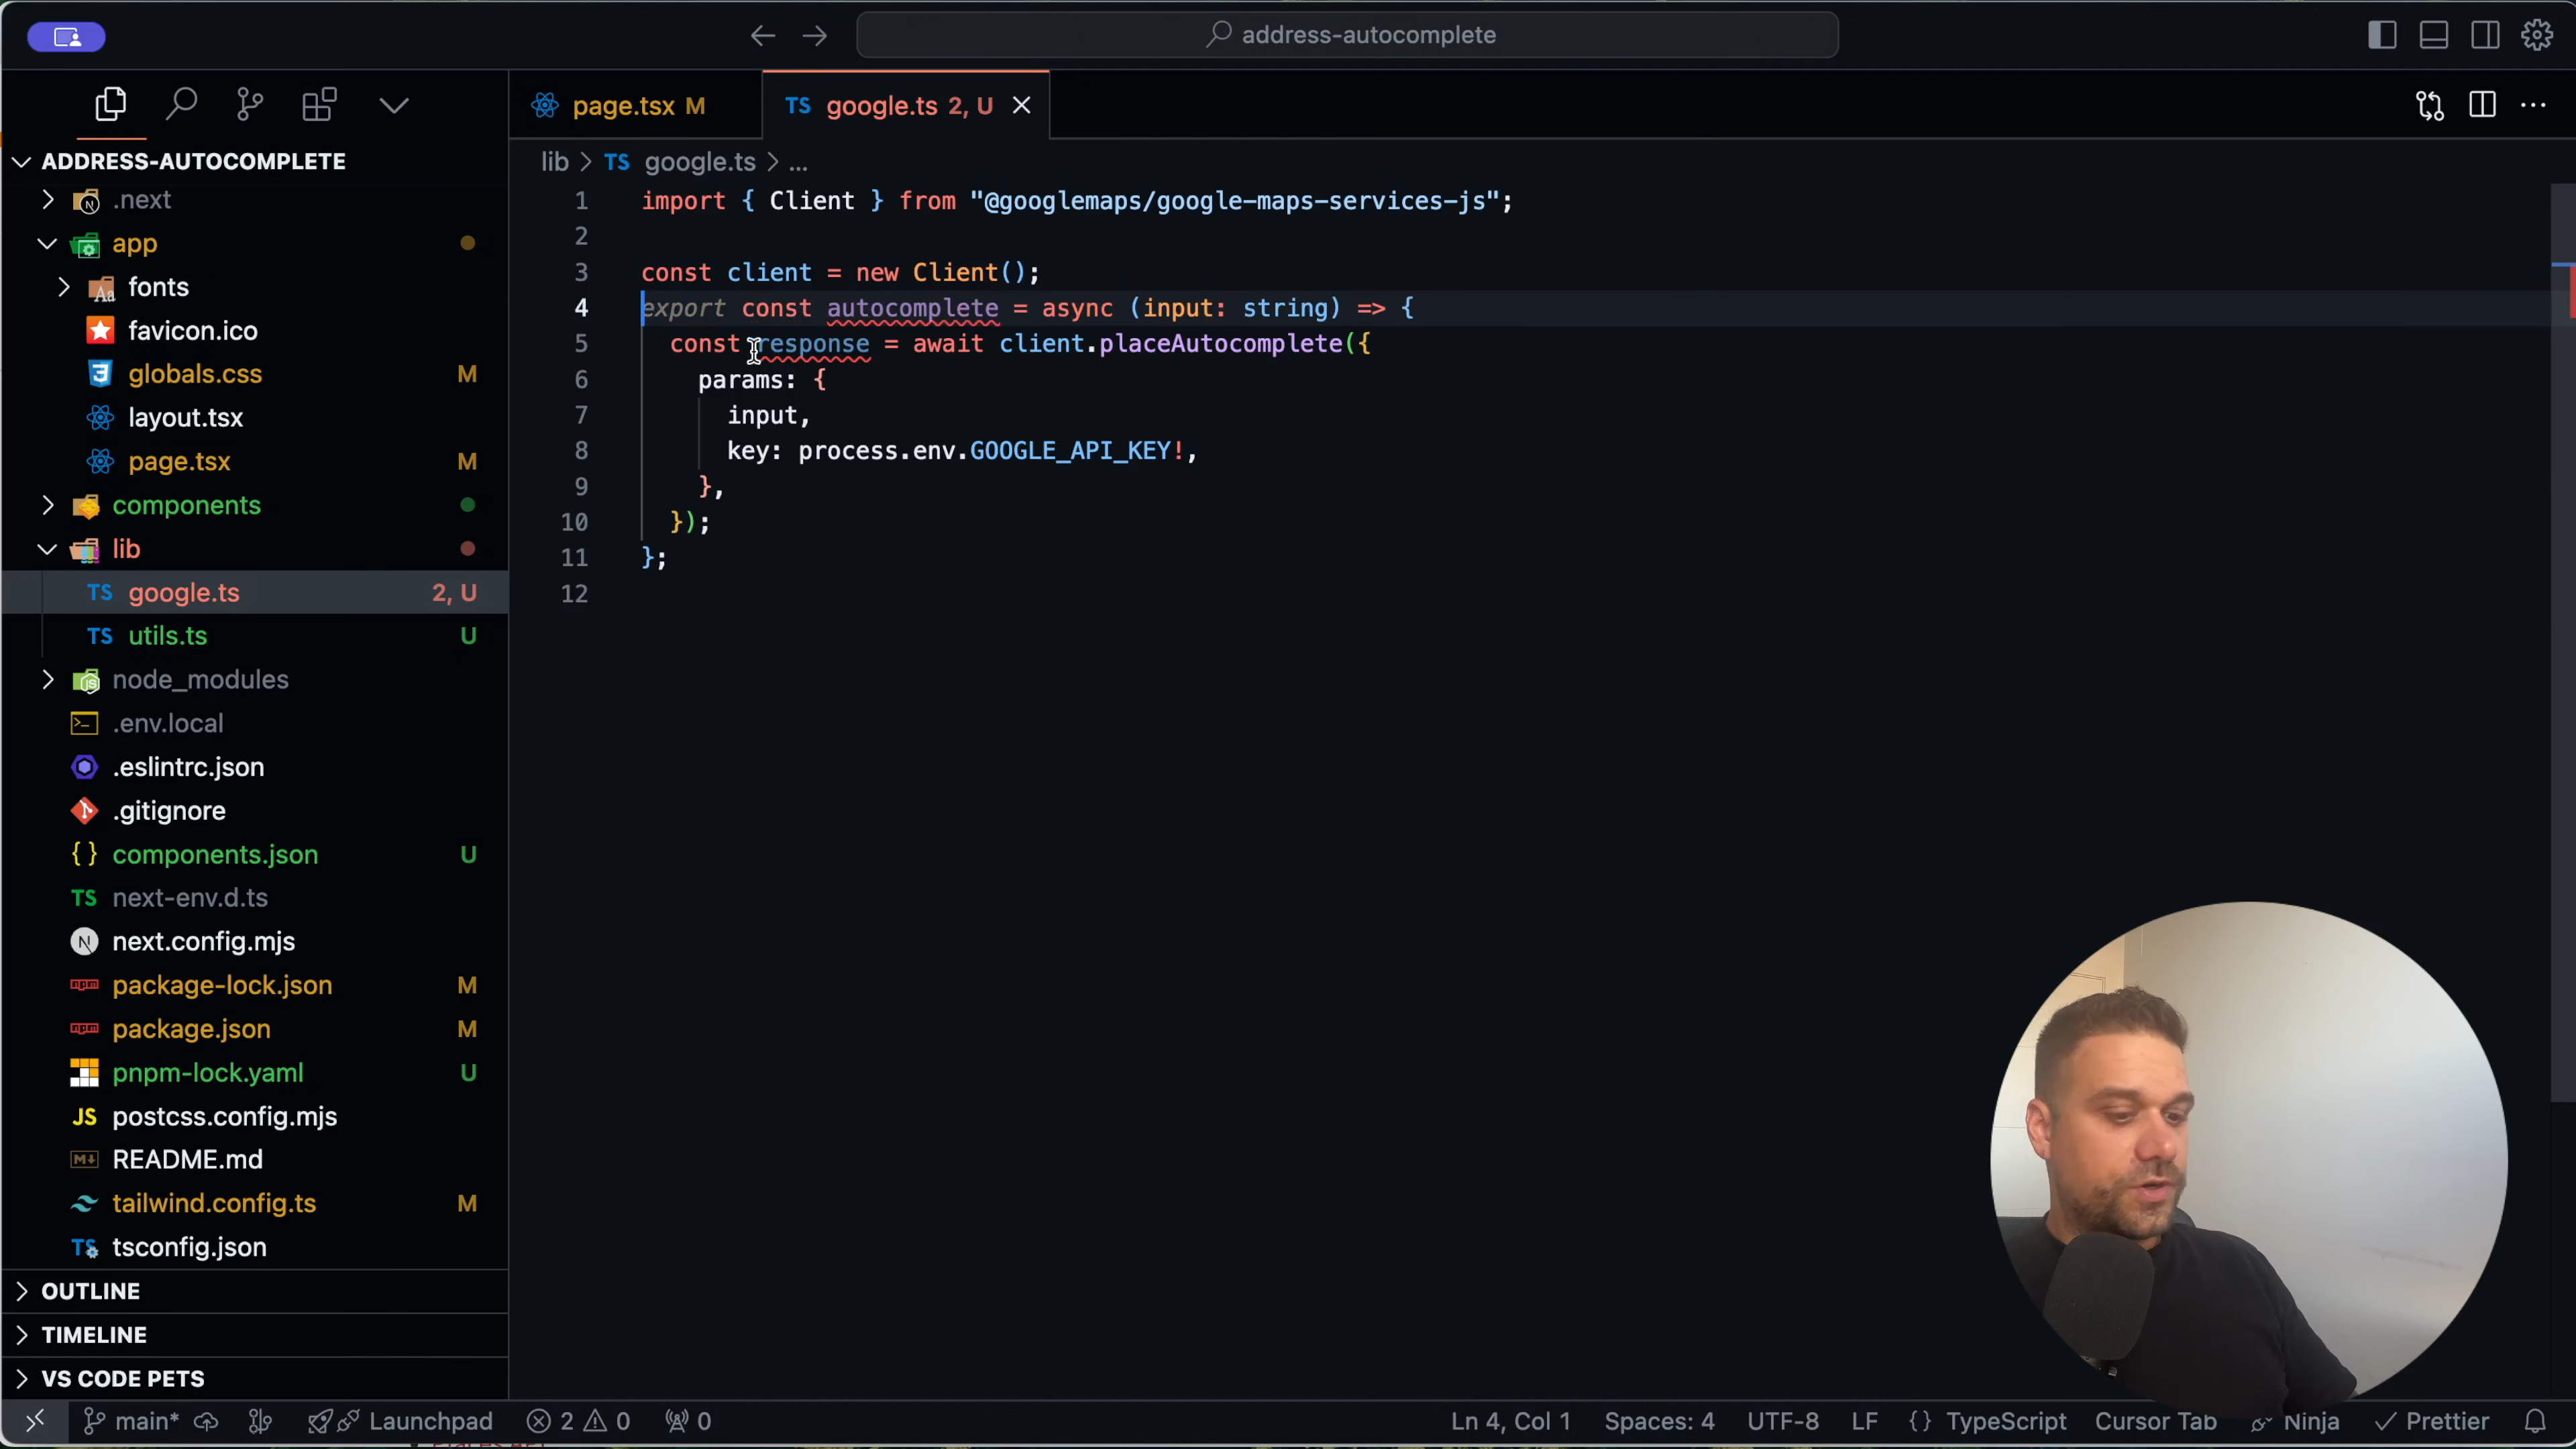 address-autocomplete
page.tsx M
google.ts 2, U
ADDRESS-AUTOCOMPLETE
.next
app
fonts
favicon.ico
globals.css M
layout.tsx
page.tsx M
components
lib
google.ts 2, U
utils.ts U
node_modules
.env.local
.eslintrc.json
.gitignore
components.json U
next-env.d.ts
next.config.mjs
package-lock.json M
package.json M
pnpm-lock.yaml U
postcss.config.mjs
README.md
tailwind.config.ts M
tsconfig.json
OUTLINE
TIMELINE
VS CODE PETS
lib > TS google.ts > ...
1 import { Client } from "@googlemaps/google-maps-services-js";
2
3 const client = new Client();
4 export const autocomplete = async (input: string) => {
5 const response = await client.placeAutocomplete({
6 params: {
7 input,
8 key: process.env.GOOGLE_API_KEY!,
9 },
10 });
11 };
12
main* Launchpad 2 0 0 Ln 4, Col 1 Spaces: 4 UTF-8 LF {} TypeScript Cursor Tab Ninja Prettier